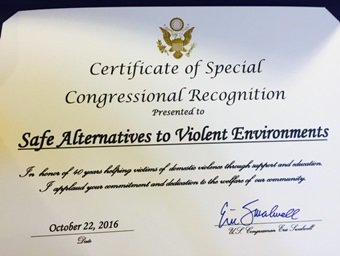 Certificate of Special
Congressional Recognition
Presented to
Safe Alternatives to Violent Environments
In honor of 40 years helping victims of domestic violence through support and education.
I applaud your commitment and dedication to the welfare of our community.
October 22, 2016
Date
Eric Swalwell
U.S. Congressman Eric Swalwell